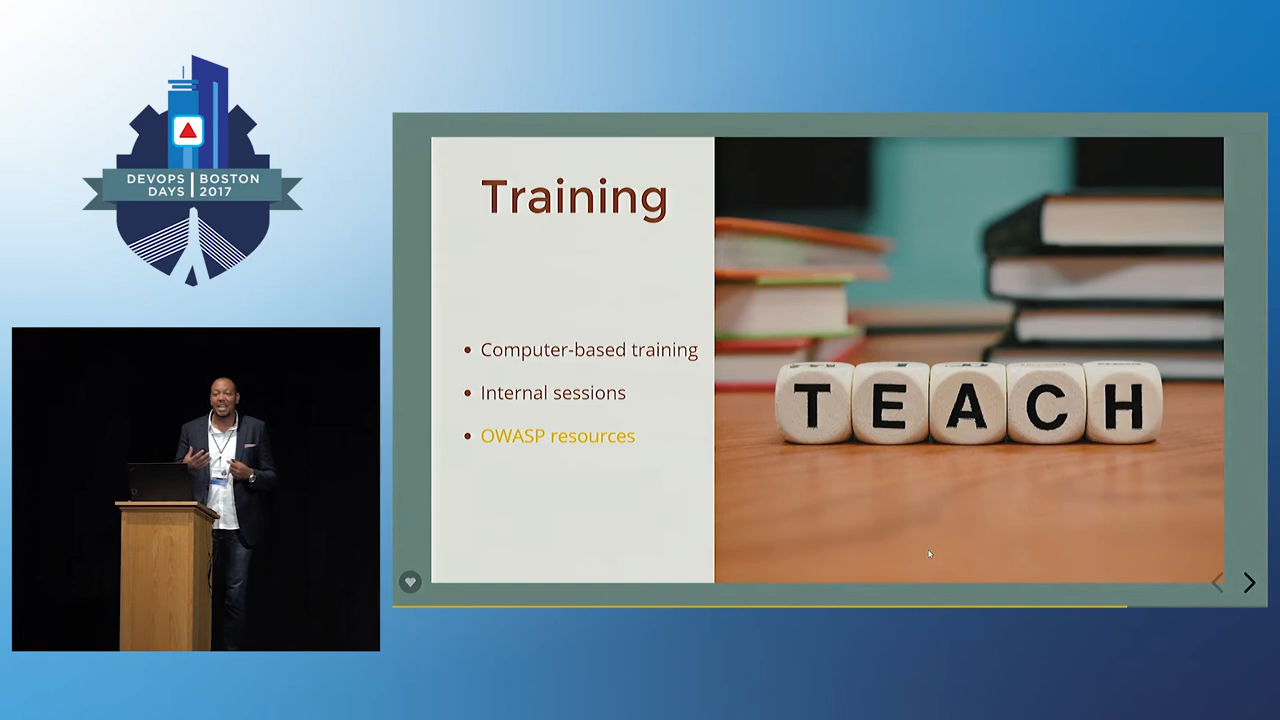 DEVOPS BOSTON
DAYS 2017
Training
Computer-based training
Internal sessions
OWASP resources
TEACH